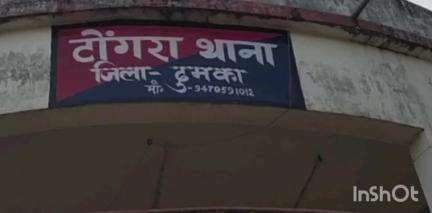 टोंगरा थाना
जिला- दुमका
मो॰ -9470591012
InShOt